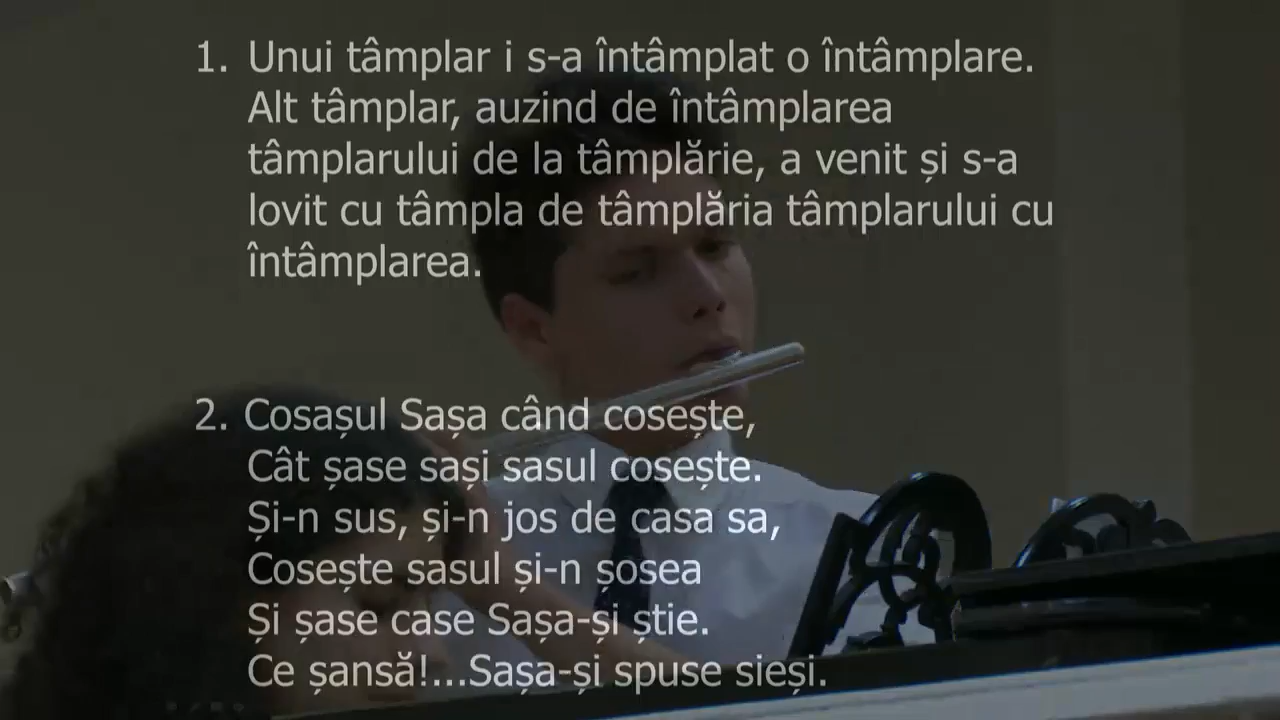 1. Unui tâmplar i s-a întâmplat o întâmplare.
Alt tâmplar, auzind de întâmplarea
tâmplarului de la tâmplărie, a venit și s-a
lovit cu tâmpla de tâmplăria tâmplarului cu
întâmplarea.
2. Cosașul Sașa când cosește,
Cât șase sași sasul cosește.
Și-n sus, și-n jos de casa sa,
Cosește sasul și-n șosea
Și șase case Sașa-și știe.
Ce șansă!...Sașa-și spuse sieși.